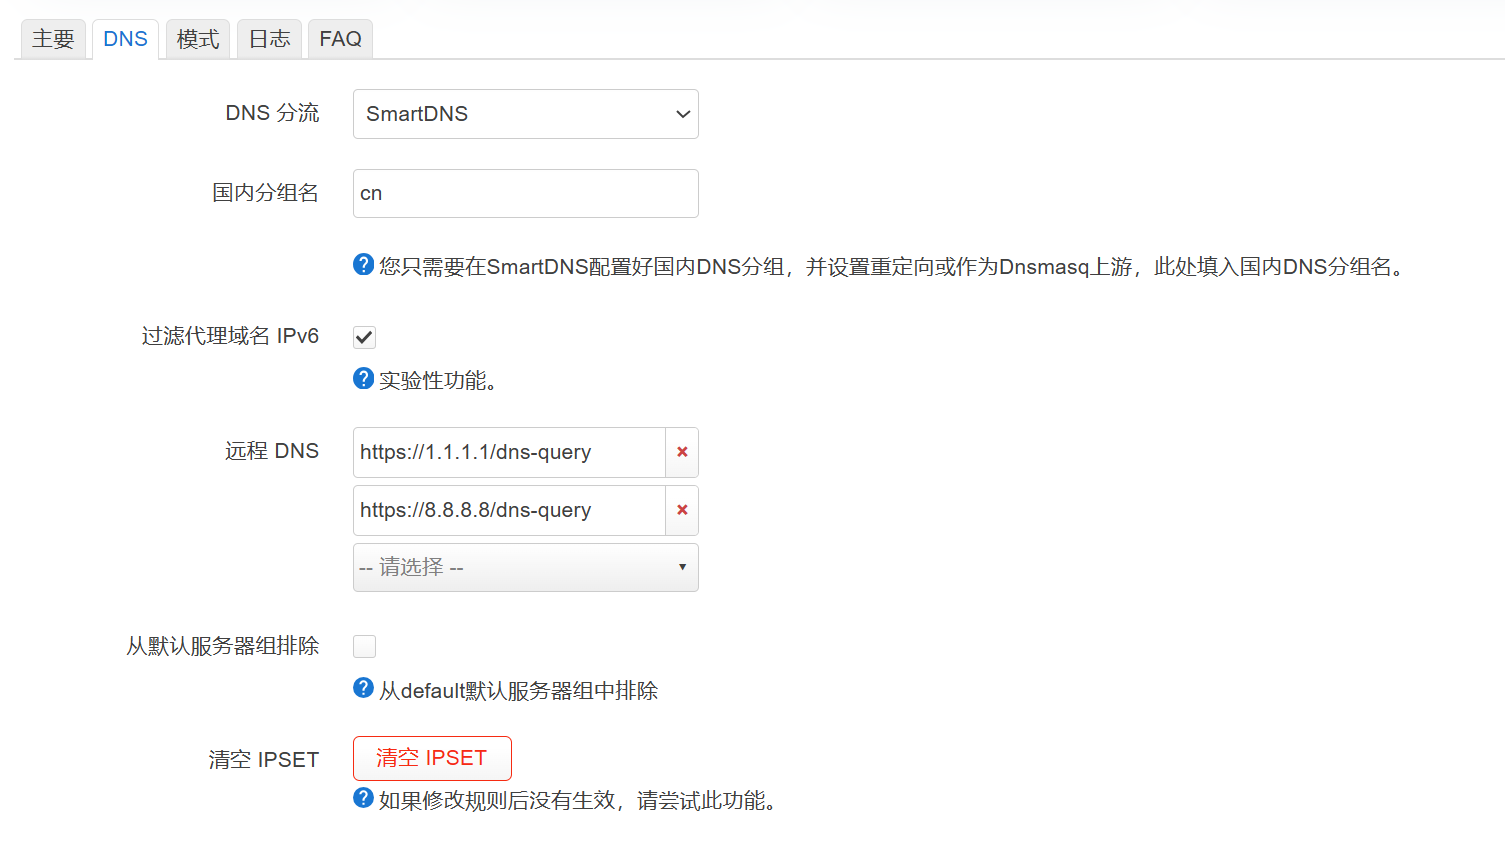 主要 DNS 模式 日志 FAQ
DNS 分流 SmartDNS
国内分组名 cn
您只需要在SmartDNS配置好国内DNS分组，并设置重定向或作为Dnsmasq上游，此处填入国内DNS分组名。
过滤代理域名 IPv6
实验性功能。
远程 DNS https://1.1.1.1/dns-query
https://8.8.8.8/dns-query
-- 请选择 --
从默认服务器组排除
从default默认服务器组中排除
清空 IPSET 清空 IPSET
如果修改规则后没有生效，请尝试此功能。